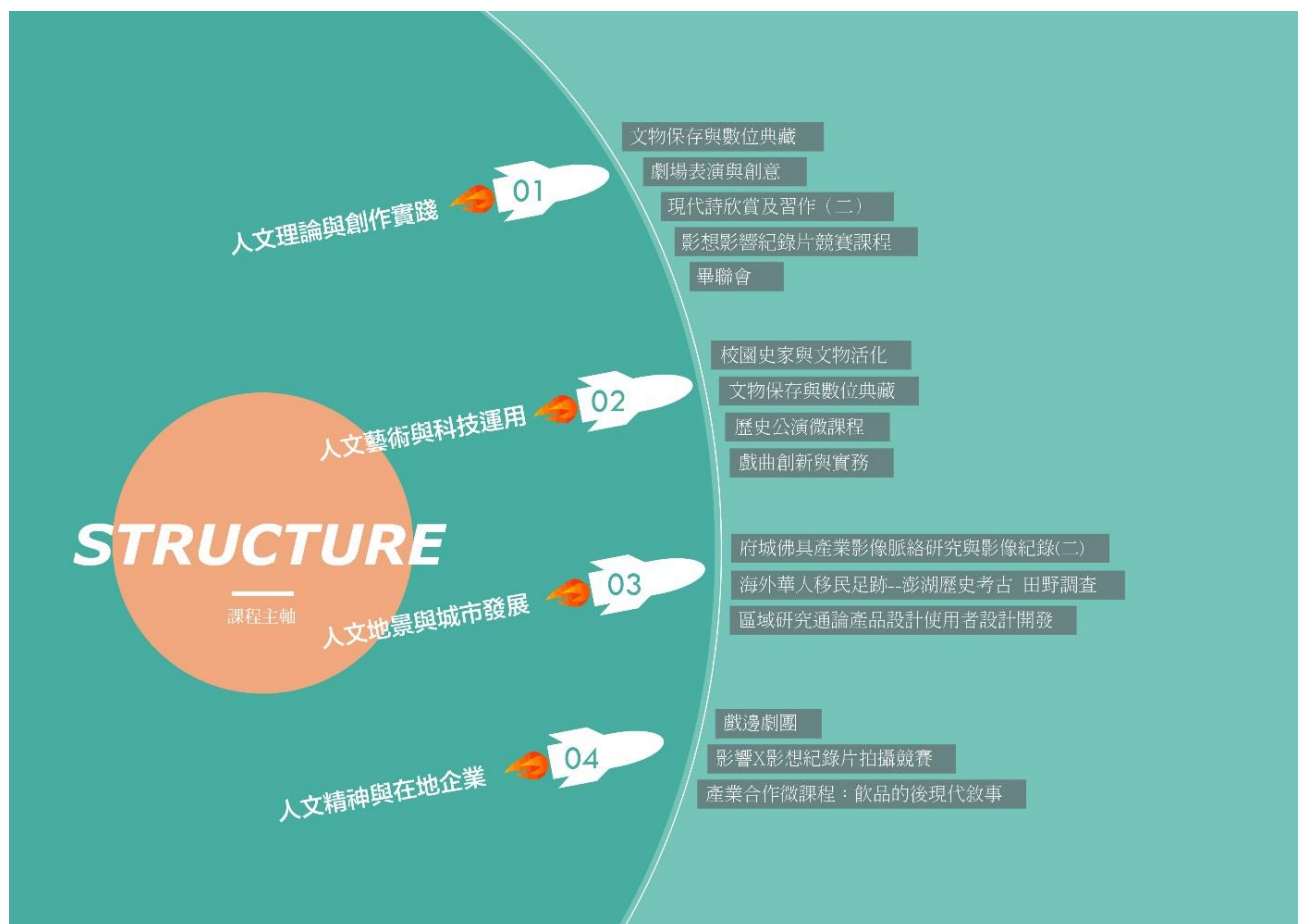 STRUCTURE
課程主軸
01
人文理論與創作實踐
文物保存與數位典藏
劇場表演與創意
現代詩欣賞及習作（二）
影想影響紀錄片競賽課程
畢聯會
02
人文藝術與科技運用
校園史家與文物活化
文物保存與數位典藏
歷史公演微課程
戲曲創新與實務
03
人文地景與城市發展
府城佛具產業影像脈絡研究與影像紀錄(二)
海外華人移民足跡--澎湖歷史考古 田野調查
區域研究通論產品設計使用者設計開發
04
人文精神與在地企業
戲邊劇團
影響X影想紀錄片拍攝競賽
產業合作微課程：飲品的後現代敘事